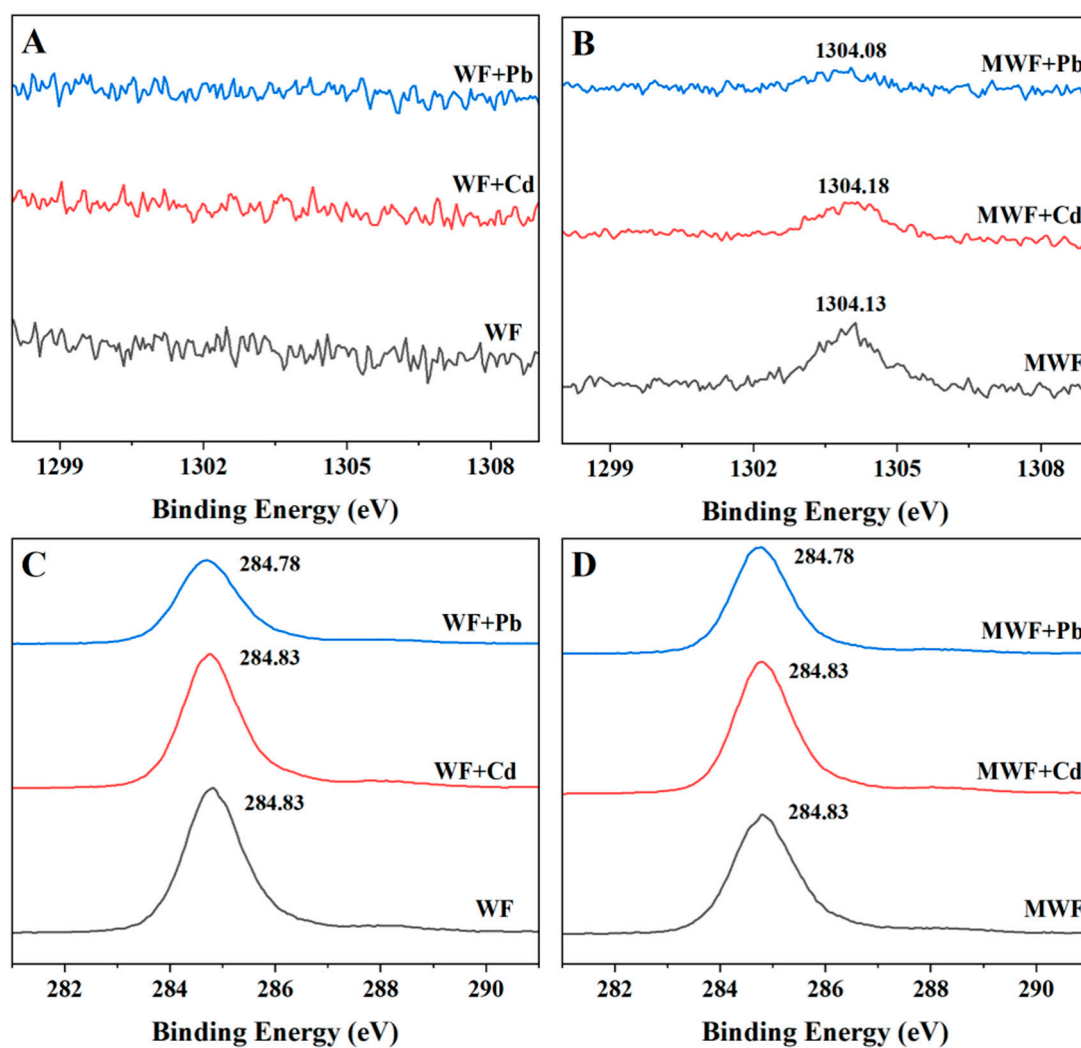 A
WF+Pb
WF+Cd
WF
1299 1302 1305 1308
Binding Energy (eV)
B
1304.08
MWF+Pb
1304.18
MWF+Cd
1304.13
MWF
1299 1302 1305 1308
Binding Energy (eV)
C
284.78
WF+Pb
284.83
WF+Cd
284.83
WF
282 284 286 288 290
Binding Energy (eV)
D
284.78
MWF+Pb
284.83
MWF+Cd
284.83
MWF
282 284 286 288 290
Binding Energy (eV)